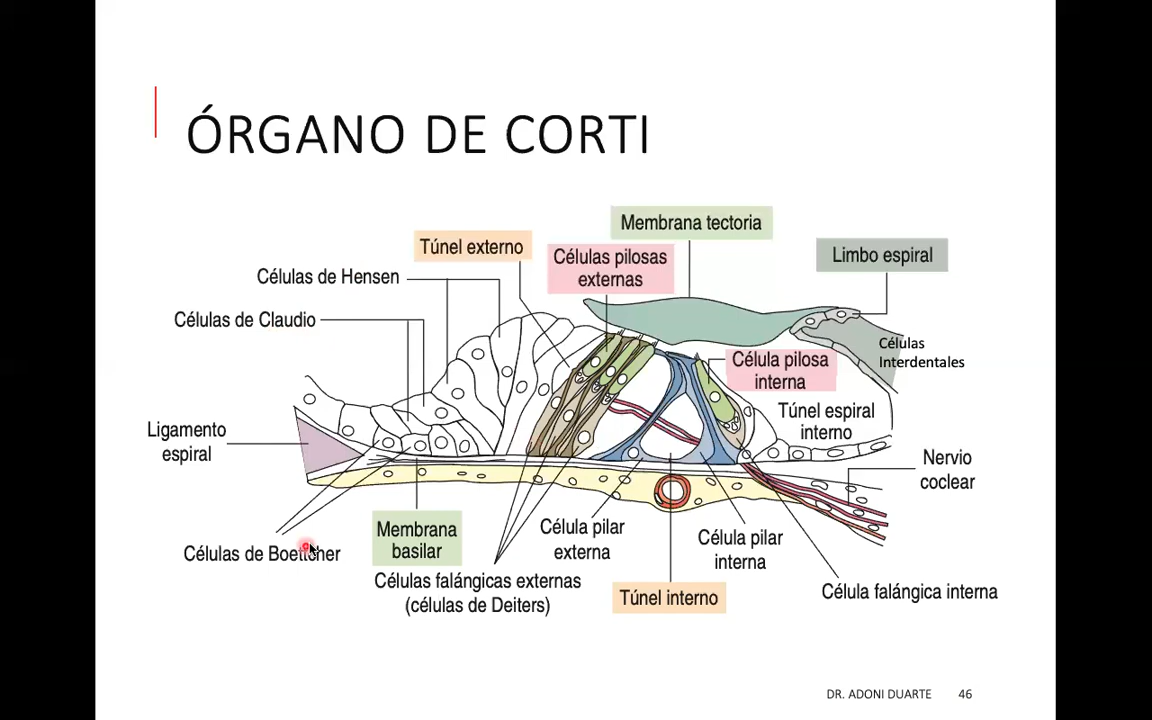 ÓRGANO DE CORTI
Membrana tectoria
Túnel externo
Células pilosas
externas
Limbo espiral
Células de Hensen
Células de Claudio
Células
Interdentales
Célula pilosa
interna
Túnel espiral
interno
Ligamento
espiral
Nervio
coclear
Células de Boettcher
Membrana
basilar
Célula pilar
externa
Célula pilar
interna
Células falángicas externas
(células de Deiters)
Túnel interno
Célula falángica interna
DR. ADONI DUARTE 46